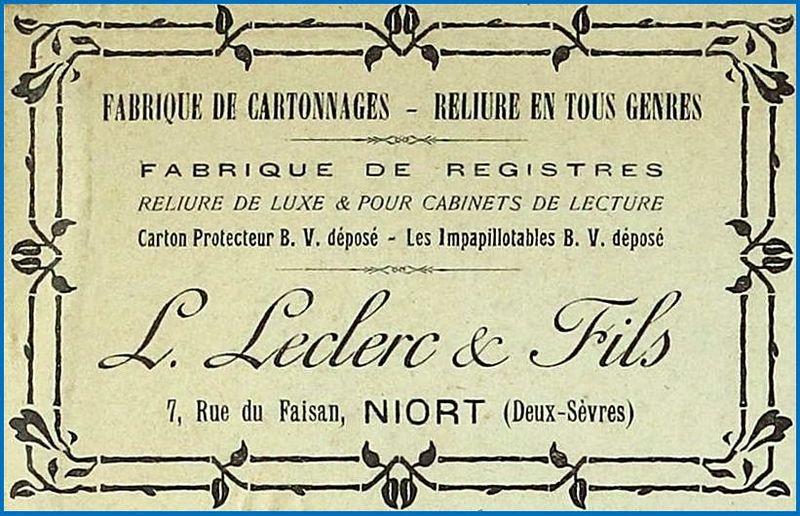 FABRIQUE DE CARTONNAGES - RELIURE EN TOUS GENRES
FABRIQUE DE REGISTRES
RELIURE DE LUXE & POUR CABINETS DE LECTURE
Carton Protecteur B. V. déposé - Les Impapillotables B. V. déposé
L. Leclerc & Fils
7, Rue du Faisan, NIORT (Deux-Sèvres)